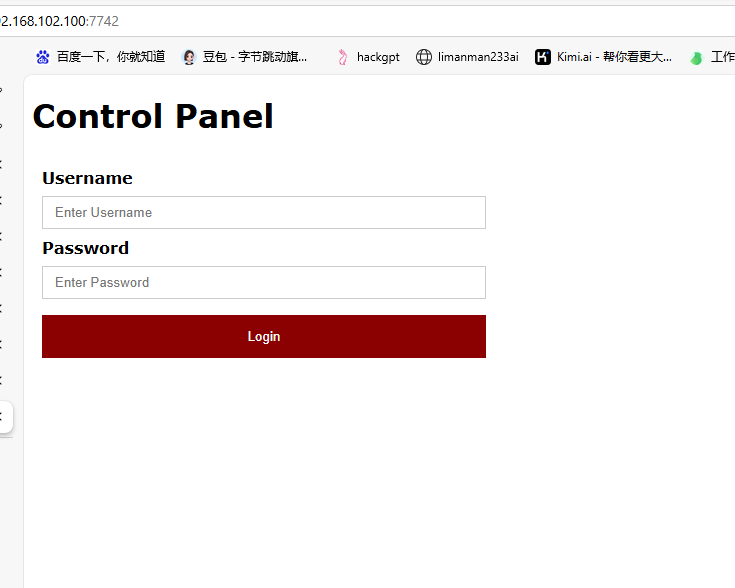 2.168.102.100:7742
百度一下，你就知道 豆包 - 字节跳动旗... hackgpt limanman233ai Kimi.ai - 帮你看更大... 工作
Control Panel
Username
Enter Username
Password
Enter Password
Login